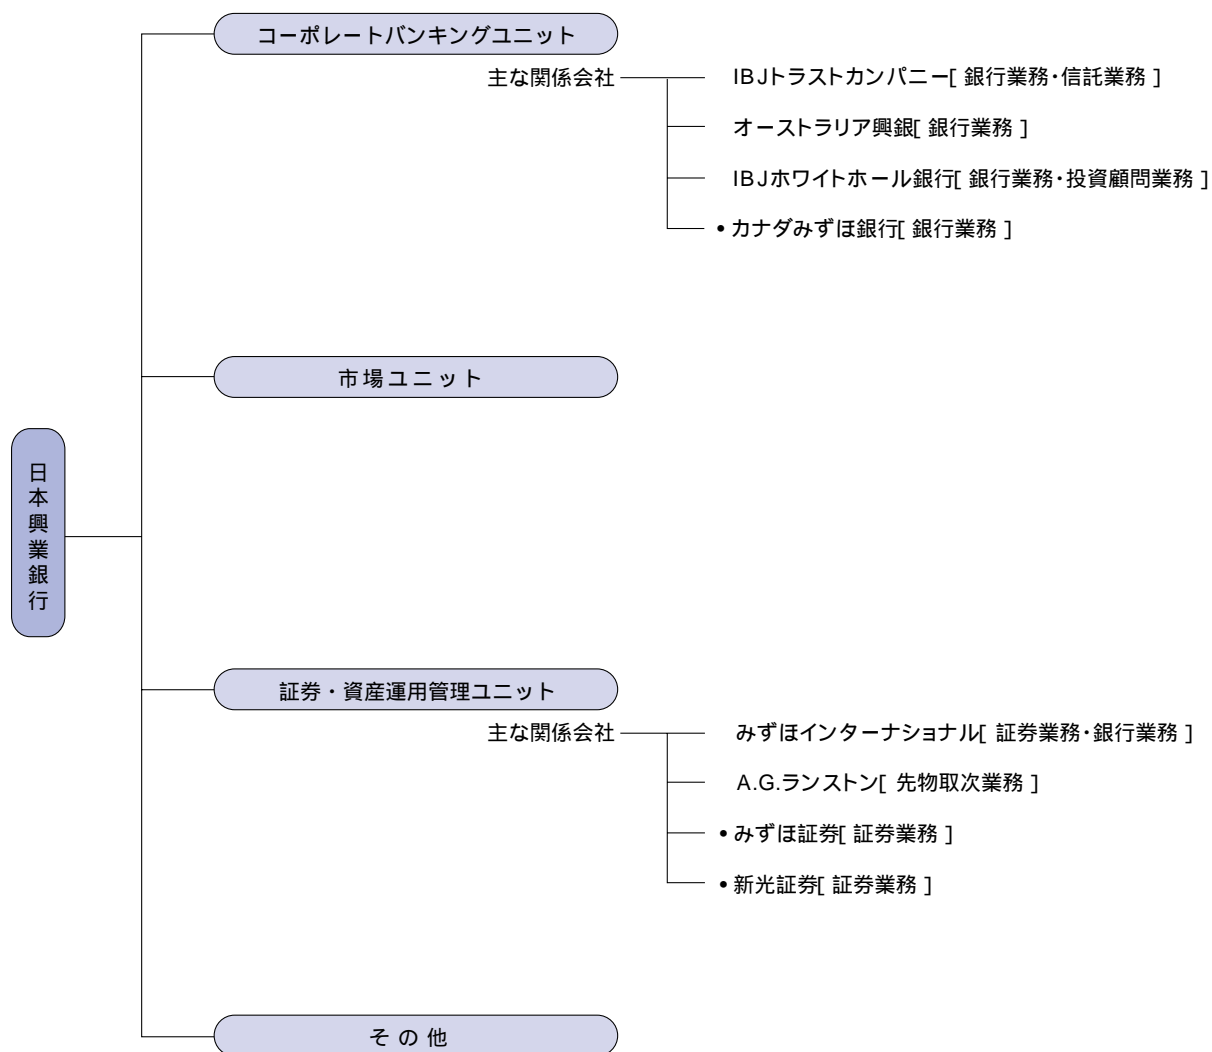 コーポレートバンキングユニット
主な関係会社
IBJトラストカンパニー[ 銀行業務・信託業務 ]
オーストラリア興銀[ 銀行業務 ]
IBJホワイトホール銀行[ 銀行業務・投資顧問業務 ]
• カナダみずほ銀行[ 銀行業務 ]
市場ユニット
日本興業銀行
証券・資産運用管理ユニット
主な関係会社
みずほインターナショナル[ 証券業務・銀行業務 ]
A.G.ランストン[ 先物取次業務 ]
• みずほ証券[ 証券業務 ]
• 新光証券[ 証券業務 ]
その他